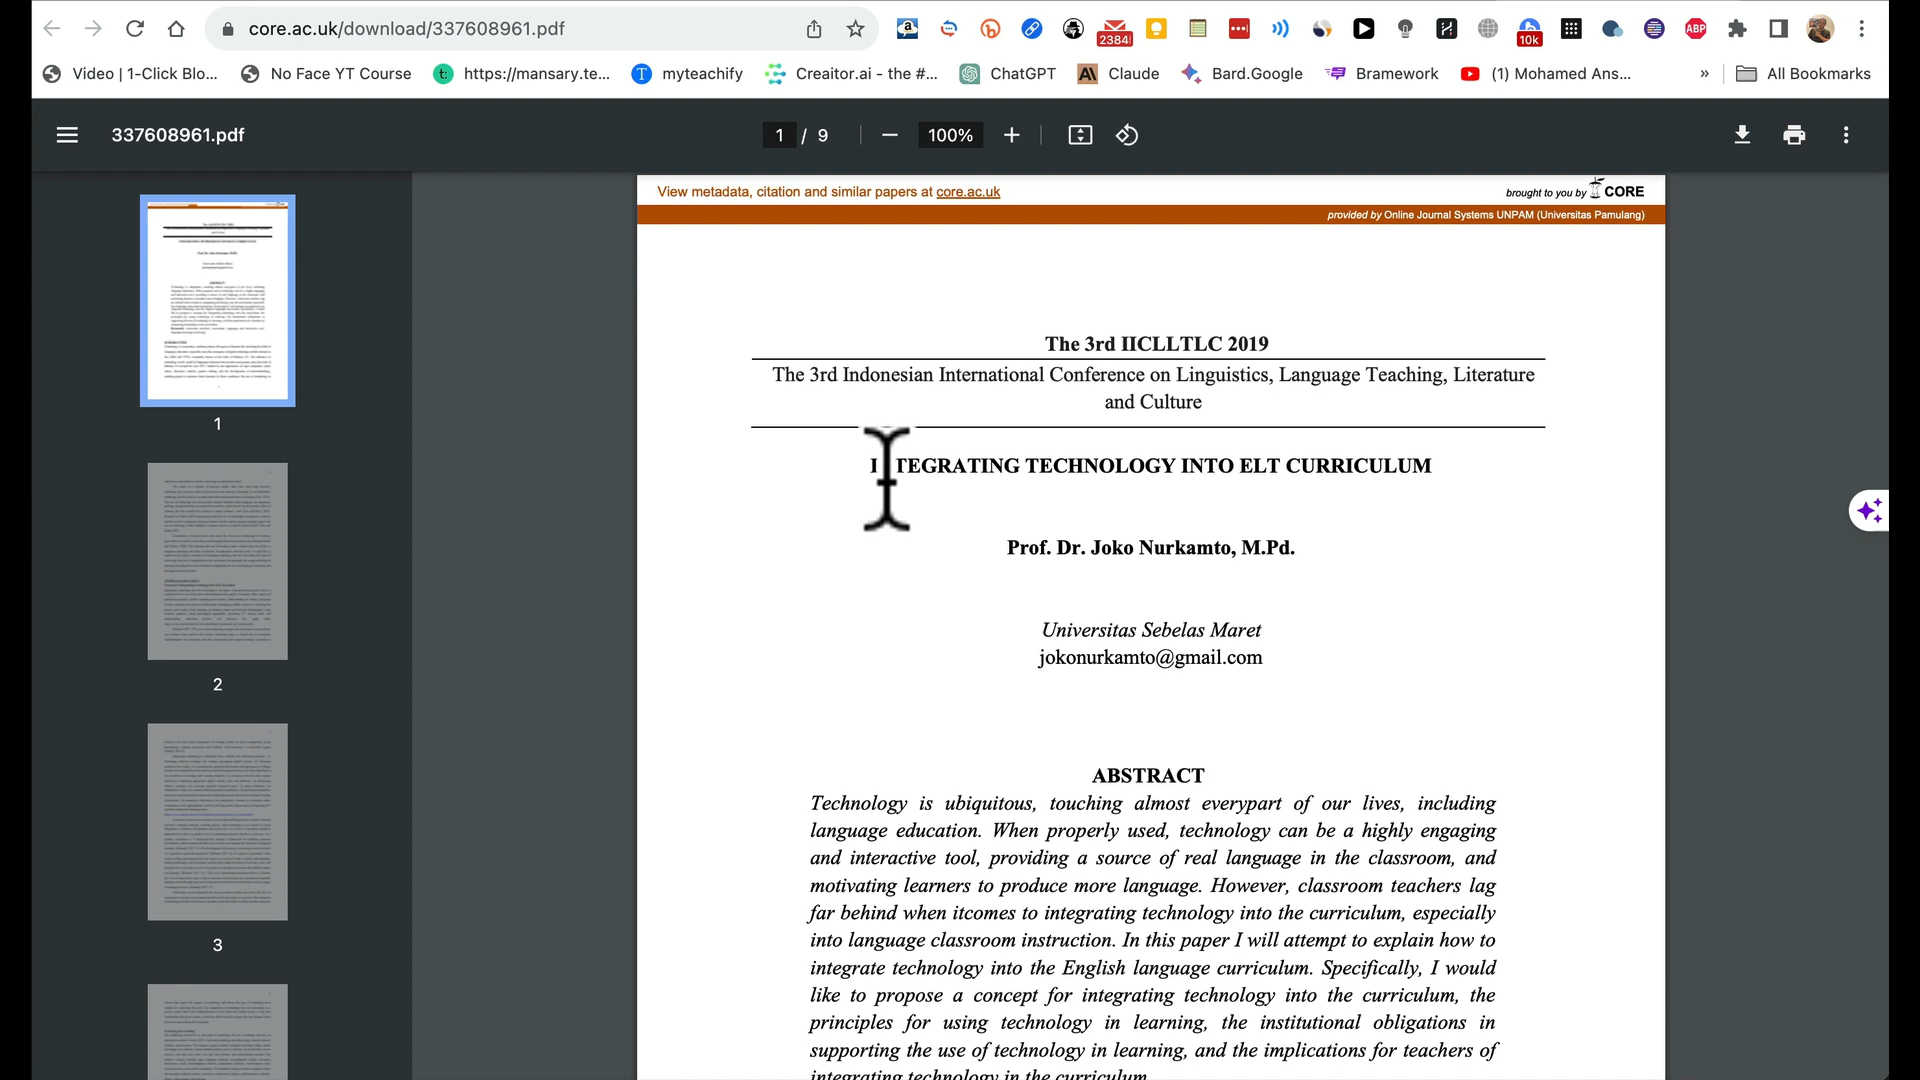 core.ac.uk/download/337608961.pdf
2384
10k
ABP
Video | 1-Click Blo...
No Face YT Course
https://mansary.te...
myteachify
Creaitor.ai - the #...
ChatGPT
Claude
Bard.Google
Bramework
(1) Mohamed Ans...
»
All Bookmarks
337608961.pdf
1 / 9
100%
1
2
3
View metadata, citation and similar papers at core.ac.uk
brought to you by CORE
provided by Online Journal Systems UNPAM (Universitas Pamulang)
The 3rd IICLLTLC 2019
The 3rd Indonesian International Conference on Linguistics, Language Teaching, Literature
and Culture
I TEGRATING TECHNOLOGY INTO ELT CURRICULUM
Prof. Dr. Joko Nurkamto, M.Pd.
Universitas Sebelas Maret
jokonurkamto@gmail.com
ABSTRACT
Technology is ubiquitous, touching almost everypart of our lives, including
language education. When properly used, technology can be a highly engaging
and interactive tool, providing a source of real language in the classroom, and
motivating learners to produce more language. However, classroom teachers lag
far behind when itcomes to integrating technology into the curriculum, especially
into language classroom instruction. In this paper I will attempt to explain how to
integrate technology into the English language curriculum. Specifically, I would
like to propose a concept for integrating technology into the curriculum, the
principles for using technology in learning, the institutional obligations in
supporting the use of technology in learning, and the implications for teachers of
integrating technology in the curriculum.